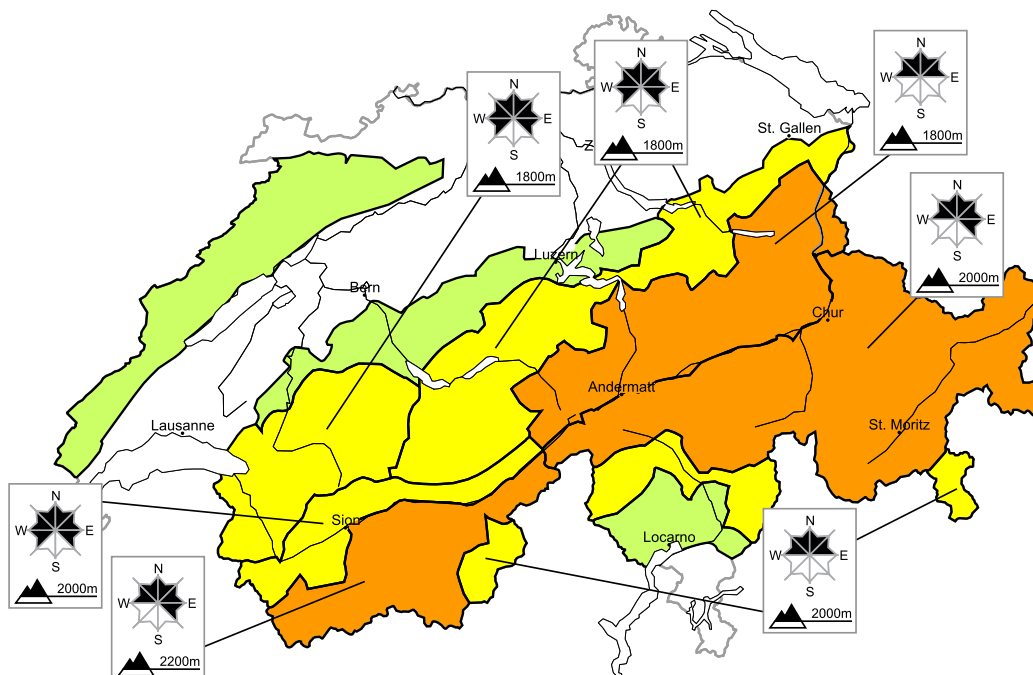 N
W E
S
1800m
N
W E
S
1800m
N
W E
S
1800m
N
W E
S
2000m
St. Gallen
Z
Luzern
Bern
Chur
Andermatt
Lausanne
St. Moritz
Sion
Locarno
N
W E
S
2000m
N
W E
S
2200m
N
W E
S
2000m